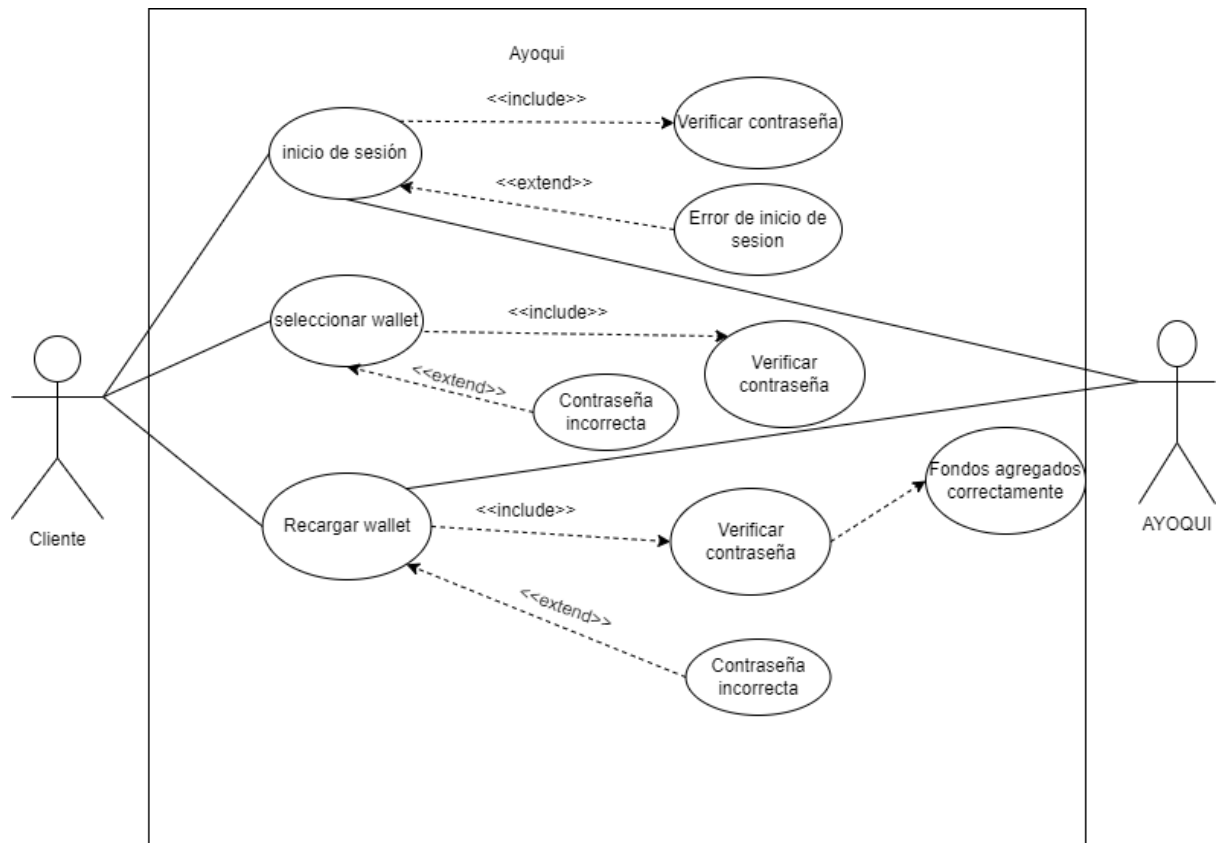 Ayoqui
<<include>>
Verificar contraseña
inicio de sesión
<<extend>>
Error de inicio de
sesion
<<include>>
seleccionar wallet
Verificar
contraseña
<<extend>>
Contraseña
incorrecta
Fondos agregados
correctamente
<<include>>
Recargar wallet
Verificar
contraseña
Cliente
AYOQUI
<<extend>>
Contraseña
incorrecta